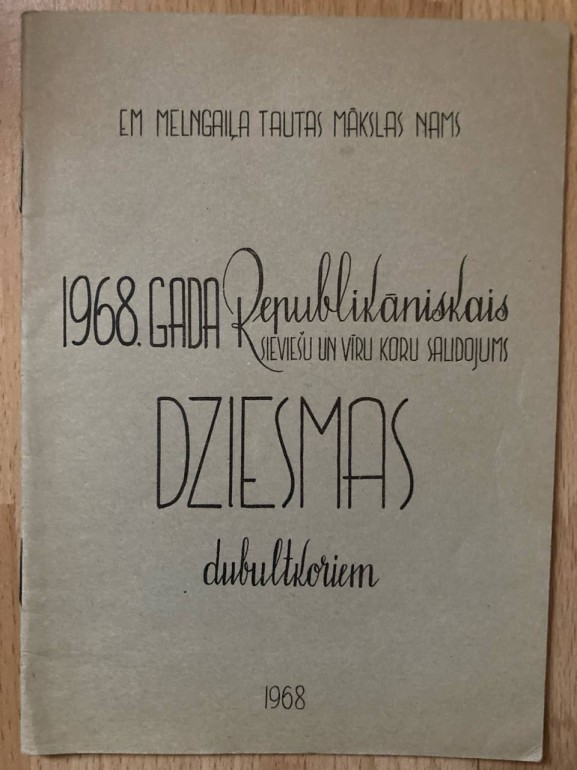 EM MELNGAIĻA TAUTAS MĀKSLAS NAMS
1968. GADA Republikāniskais
SIEVIEŠU UN VĪRU KORU SALIDOJUMS
DZIESMAS
dubultkoriem
1968